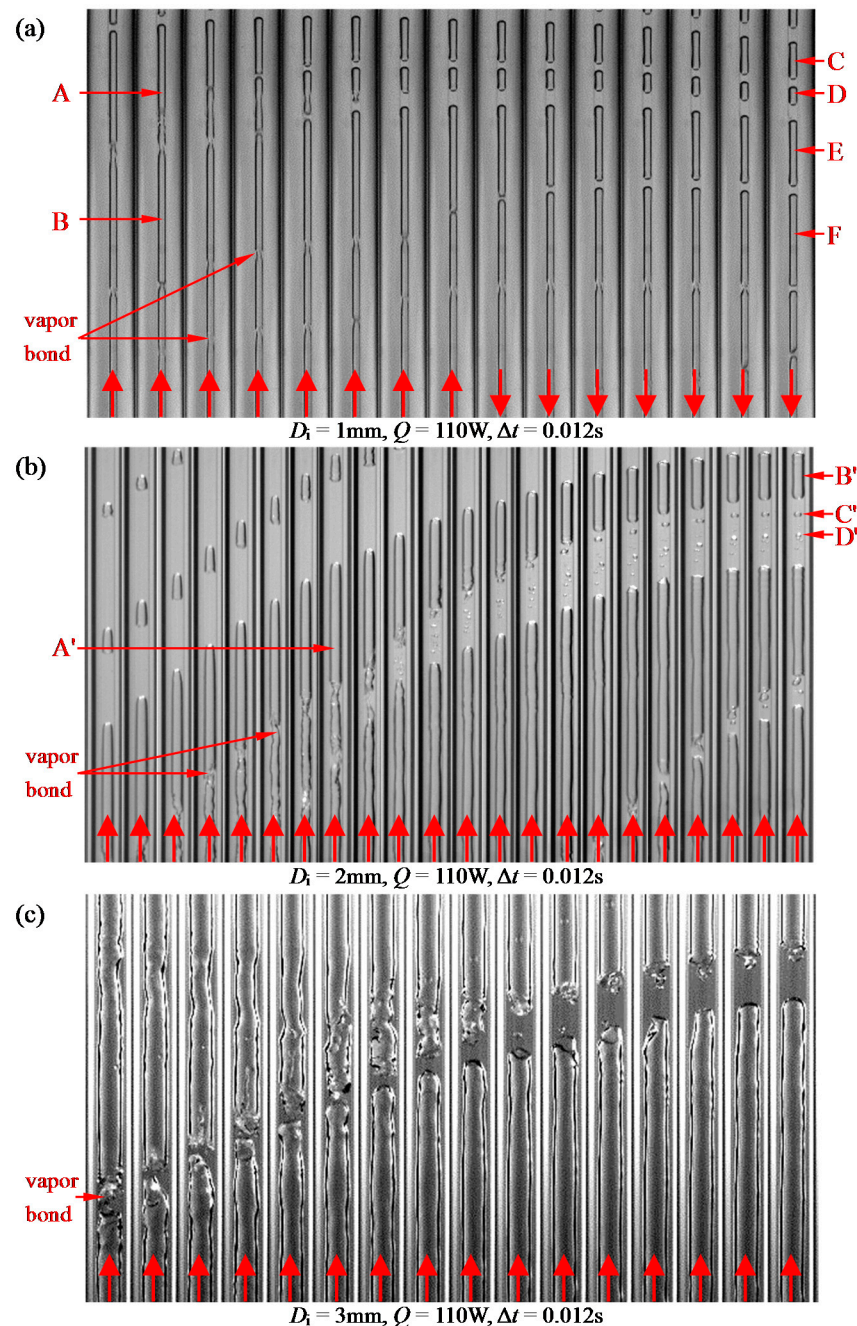 (a)
A
B
vapor
bond
C
D
E
F
Di = 1mm, Q = 110W, Δt = 0.012s
(b)
A'
vapor
bond
B'
C'
D'
Di = 2mm, Q = 110W, Δt = 0.012s
(c)
vapor
bond
Di = 3mm, Q = 110W, Δt = 0.012s